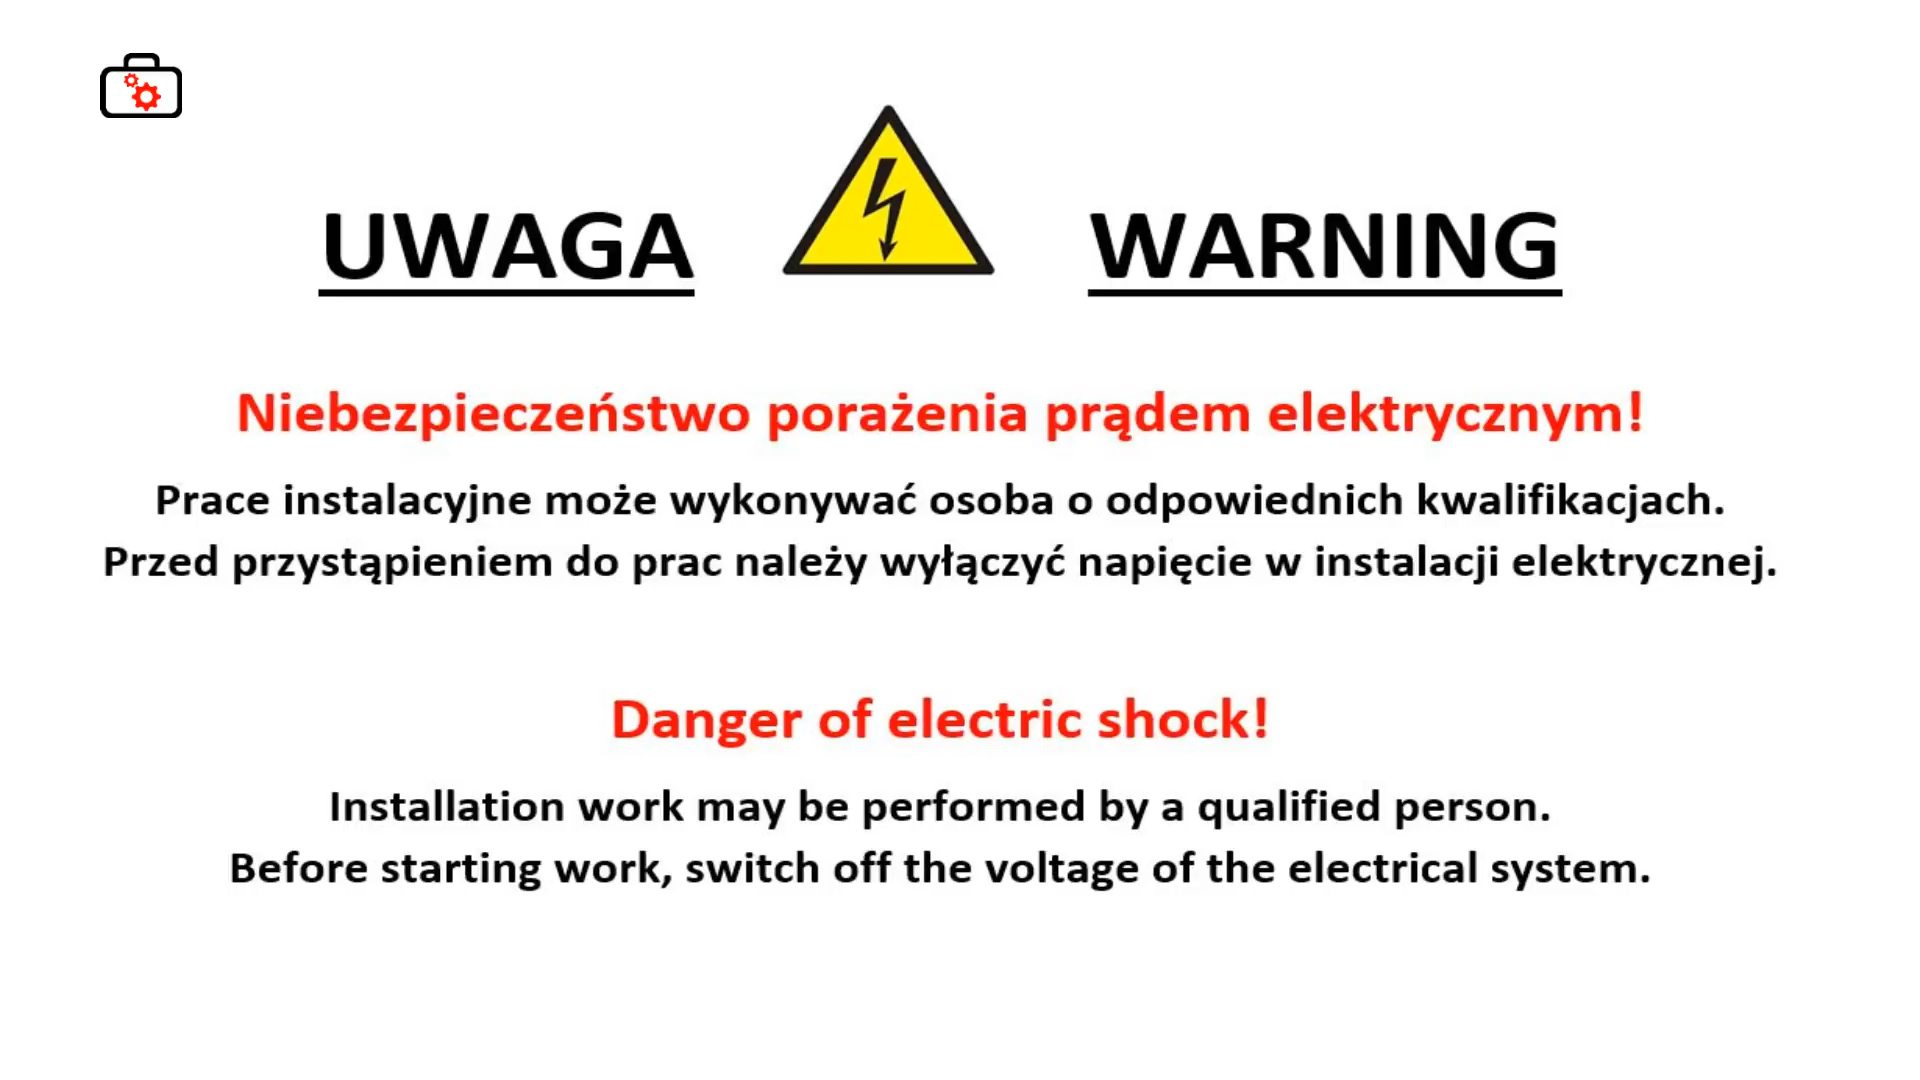 UWAGA WARNING
Niebezpieczeństwo porażenia prądem elektrycznym!
Prace instalacyjne może wykonywać osoba o odpowiednich kwalifikacjach.
Przed przystąpieniem do prac należy wyłączyć napięcie w instalacji elektrycznej.
Danger of electric shock!
Installation work may be performed by a qualified person.
Before starting work, switch off the voltage of the electrical system.